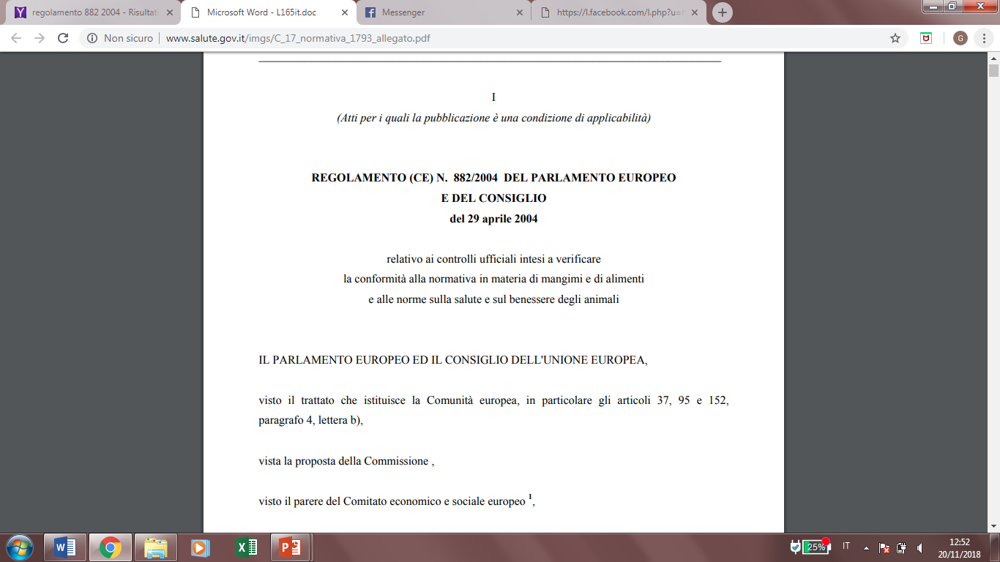 regolamento 882 2004 - Risultati
Microsoft Word - L165it.doc
Messenger
https://l.facebook.com/l.php?u=
Non sicuro
www.salute.gov.it/imgs/C_17_normativa_1793_allegato.pdf
G
I
(Atti per i quali la pubblicazione è una condizione di applicabilità)
REGOLAMENTO (CE) N. 882/2004 DEL PARLAMENTO EUROPEO
E DEL CONSIGLIO
del 29 aprile 2004
relativo ai controlli ufficiali intesi a verificare
la conformità alla normativa in materia di mangimi e di alimenti
e alle norme sulla salute e sul benessere degli animali
IL PARLAMENTO EUROPEO ED IL CONSIGLIO DELL'UNIONE EUROPEA,
visto il trattato che istituisce la Comunità europea, in particolare gli articoli 37, 95 e 152,
paragrafo 4, lettera b),
vista la proposta della Commissione ,
visto il parere del Comitato economico e sociale europeo 1,
25%
IT
12:52
20/11/2018